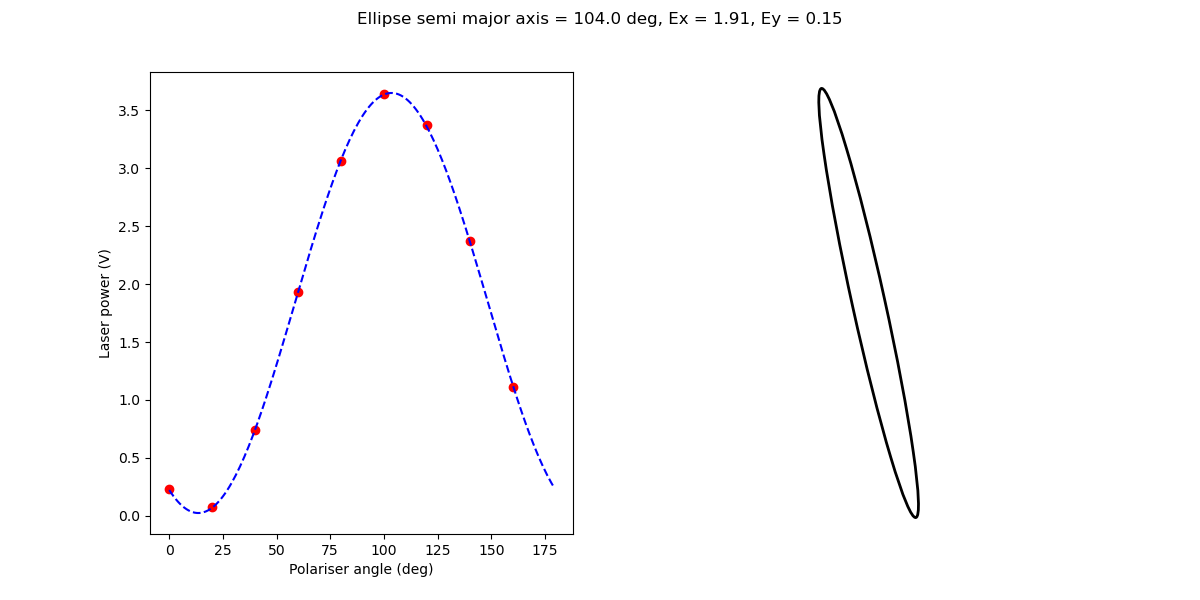 Ellipse semi major axis = 104.0 deg, Ex = 1.91, Ey = 0.15
3.5
3.0
2.5
2.0
1.5
1.0
0.5
0.0
Laser power (V)
0 25 50 75 100 125 150 175
Polariser angle (deg)